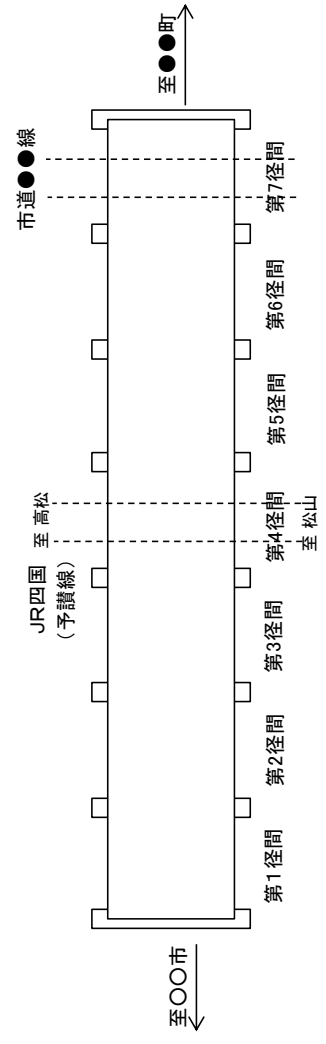 市道●●線
至●●町
至 高松
JR四国
（予讃線）
第1径間
第2径間
第3径間
第4径間
第5径間
第6径間
第7径間
至 松山
至〇〇市